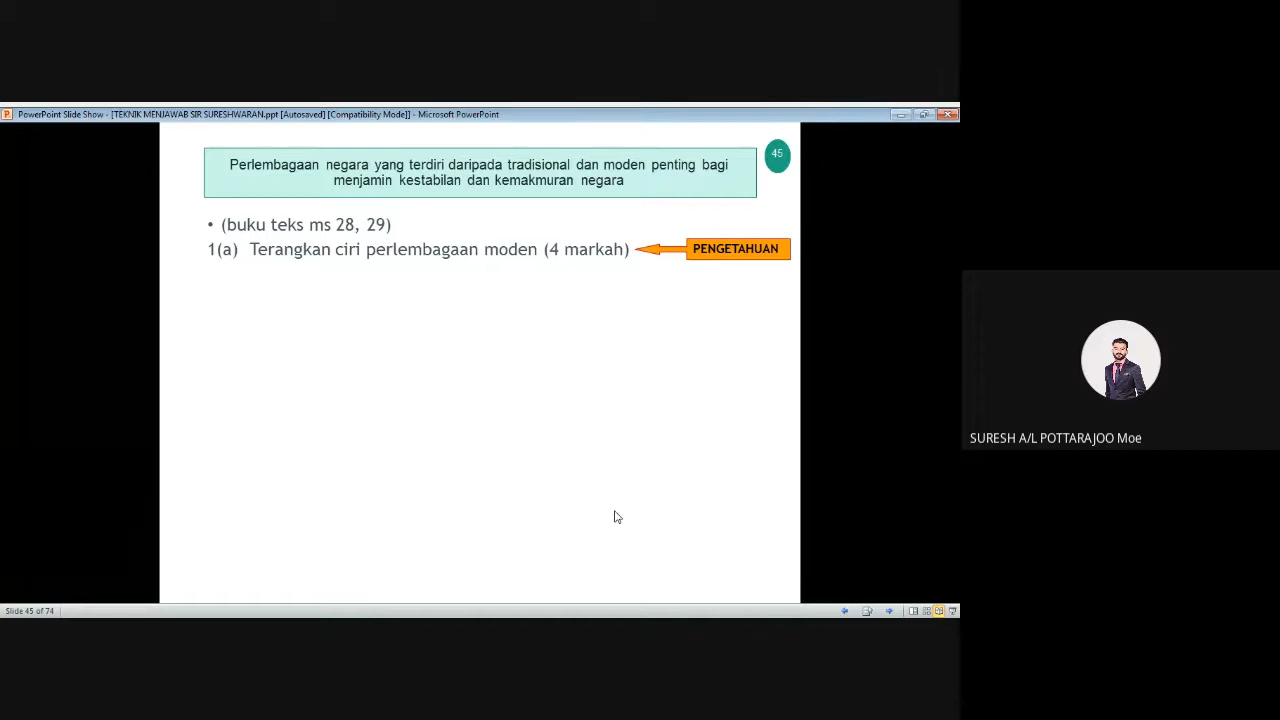 PowerPoint Slide Show - [TEKNIK MENJAWAB SIR SURESHWARAN.ppt [Autosaved] [Compatibility Mode]] - Microsoft PowerPoint
Perlembagaan negara yang terdiri daripada tradisional dan moden penting bagi
menjamin kestabilan dan kemakmuran negara
45
• (buku teks ms 28, 29)
1(a) Terangkan ciri perlembagaan moden (4 markah)
PENGETAHUAN
SURESH A/L POTTARAJOO Moe
Slide 45 of 74